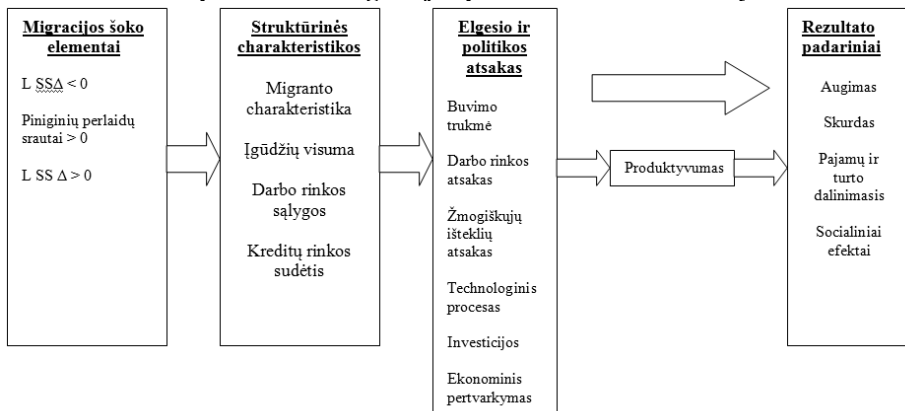 Migracijos šoko
elementai
L SSΔ < 0
Piniginių perlaidų
srautai > 0
L SS Δ > 0
Struktūrinės
charakteristikos
Migranto
charakteristika
Įgūdžių visuma
Darbo rinkos
sąlygos
Kreditų rinkos
sudėtis
Elgesio ir
politikos
atsakas
Buvimo
trukmė
Darbo rinkos
atsakas
Žmogiškųjų
išteklių
atsakas
Technologinis
procesas
Investicijos
Ekonominis
pertvarkymas
Produktyvumas
Rezultato
padariniai
Augimas
Skurdas
Pajamų ir
turto
dalinimasis
Socialiniai
efektai